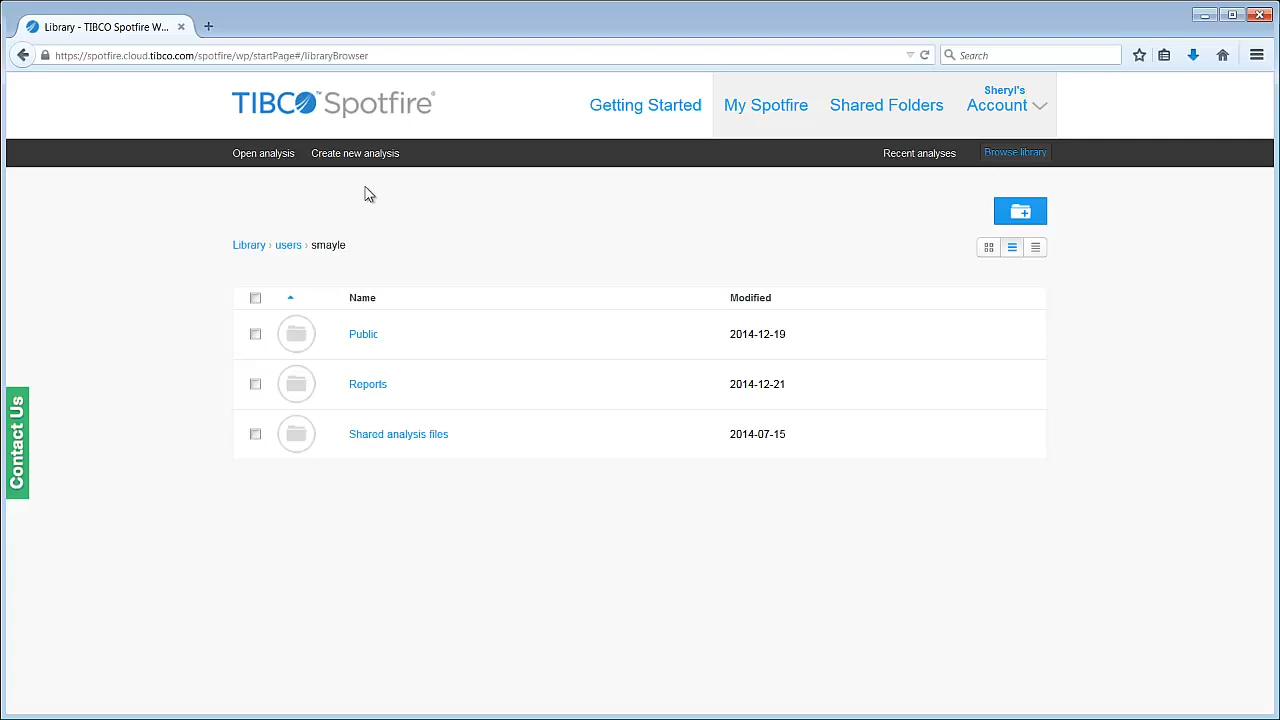 Library - TIBCO Spotfire W...
https://spotfire.cloud.tibco.com/spotfire/wp/startPage#/libraryBrowser
Search
TIBCO™ Spotfire®
Getting Started
My Spotfire
Shared Folders
Sheryl's
Account
Open analysis
Create new analysis
Recent analyses
Browse library
Library › users › smayle
Name
Modified
Public
2014-12-19
Reports
2014-12-21
Shared analysis files
2014-07-15
Contact Us